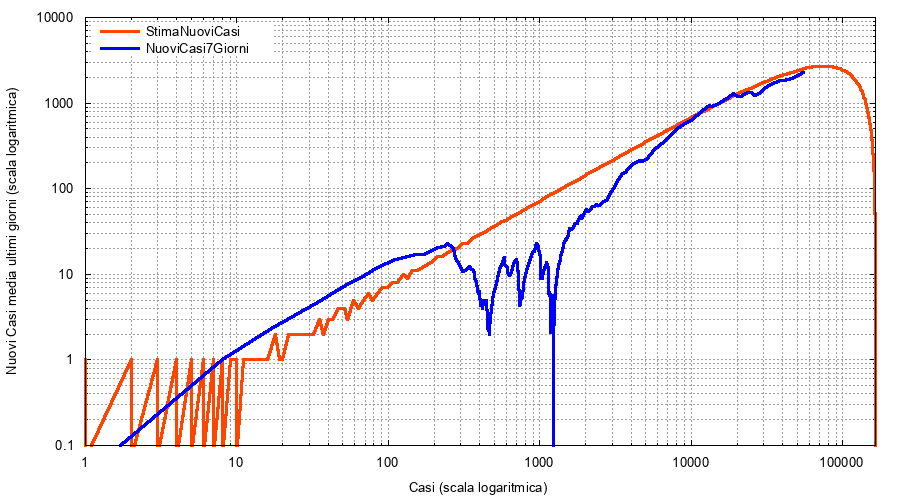 10000
1000
100
10
1
0.1
StimaNuoviCasi
NuoviCasi7Giorni
Nuovi Casi media ultimi giorni (scala logaritmica)
1 10 100 1000 10000 100000
Casi (scala logaritmica)